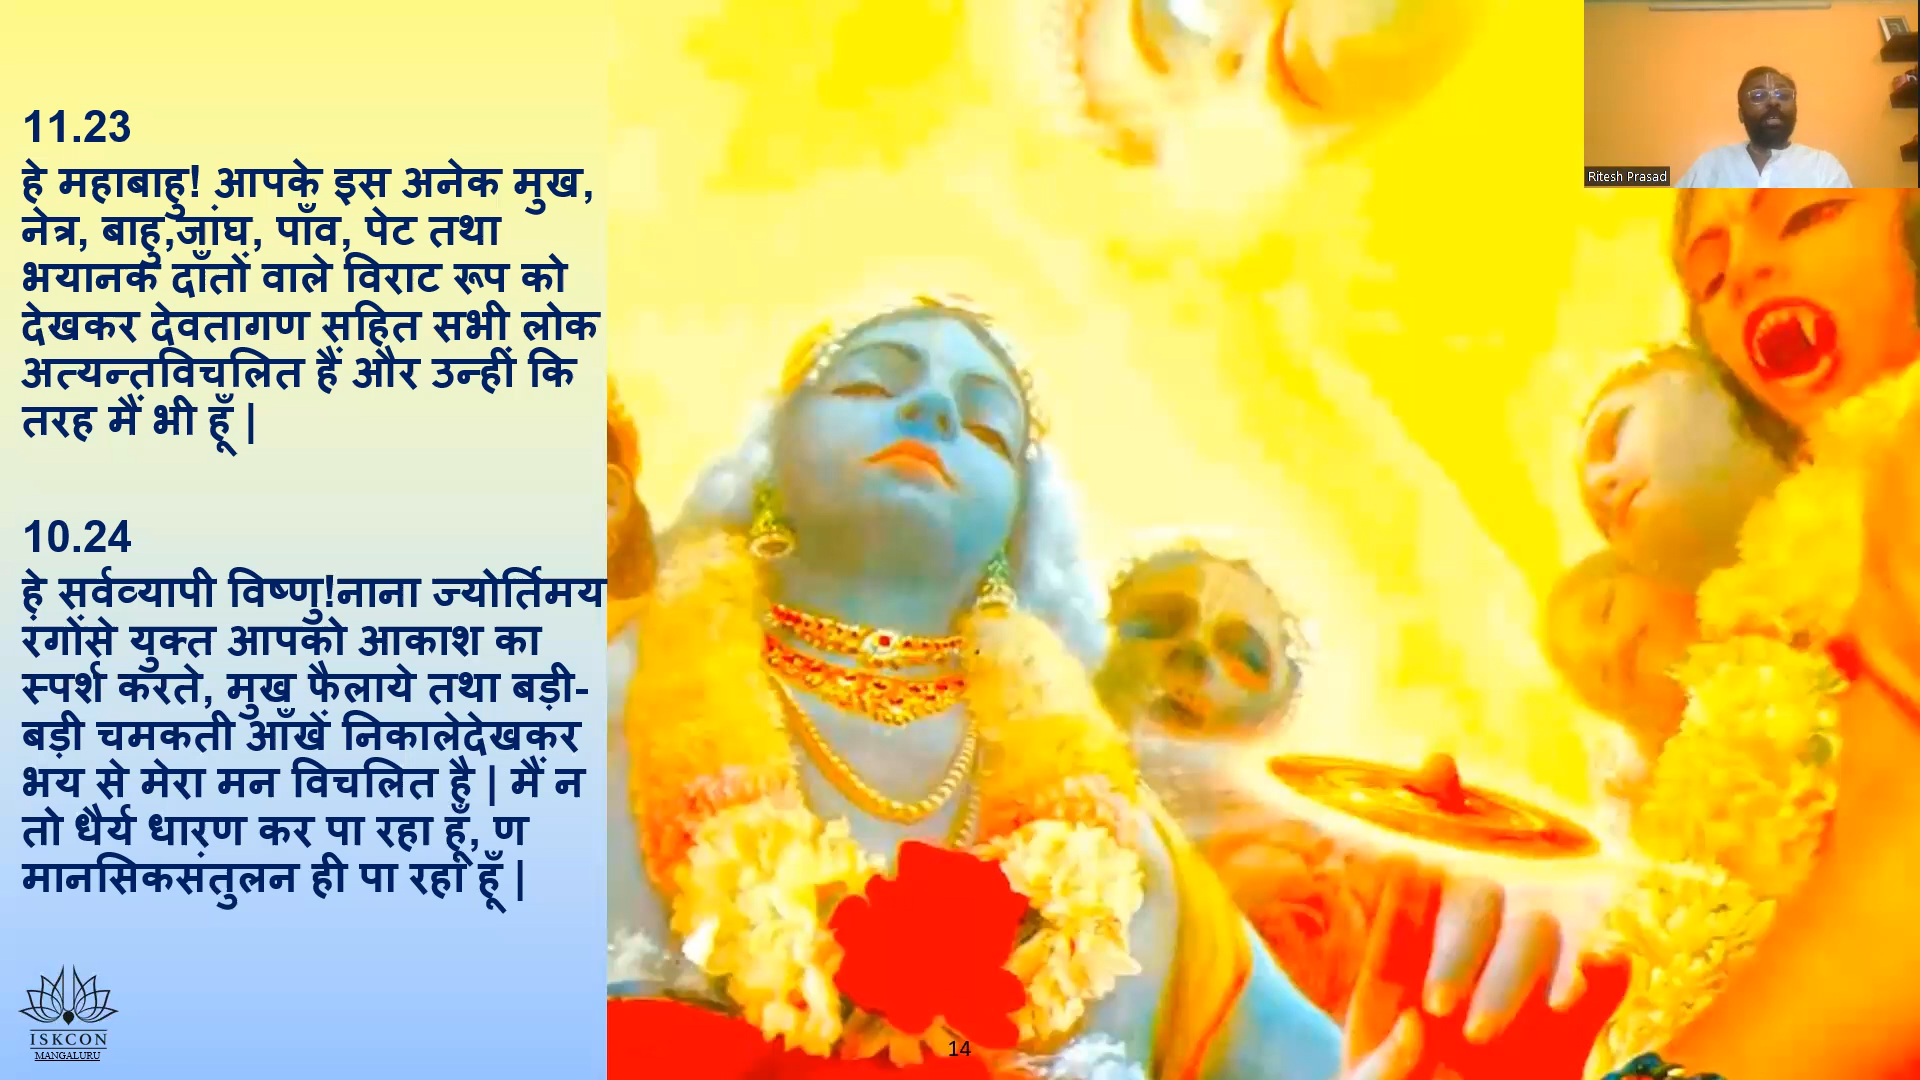 11.23
हे महाबाहु! आपके इस अनेक मुख,
नेत्र, बाहु,जांघ, पाँव, पेट तथा
भयानक दाँतों वाले विराट रूप को
देखकर देवतागण सहित सभी लोक
अत्यन्तविचलित हैं और उन्हीं कि
तरह मैं भी हूँ |
10.24
हे सर्वव्यापी विष्णु!नाना ज्योर्तिमय
रंगोंसे युक्त आपको आकाश का
स्पर्श करते, मुख फैलाये तथा बड़ी-
बड़ी चमकती आँखें निकालेदेखकर
भय से मेरा मन विचलित है | मैं न
तो धैर्य धारण कर पा रहा हूँ, ण
मानसिकसंतुलन ही पा रहा हूँ |
ISKCON
MANGALURU
14
Ritesh Prasad